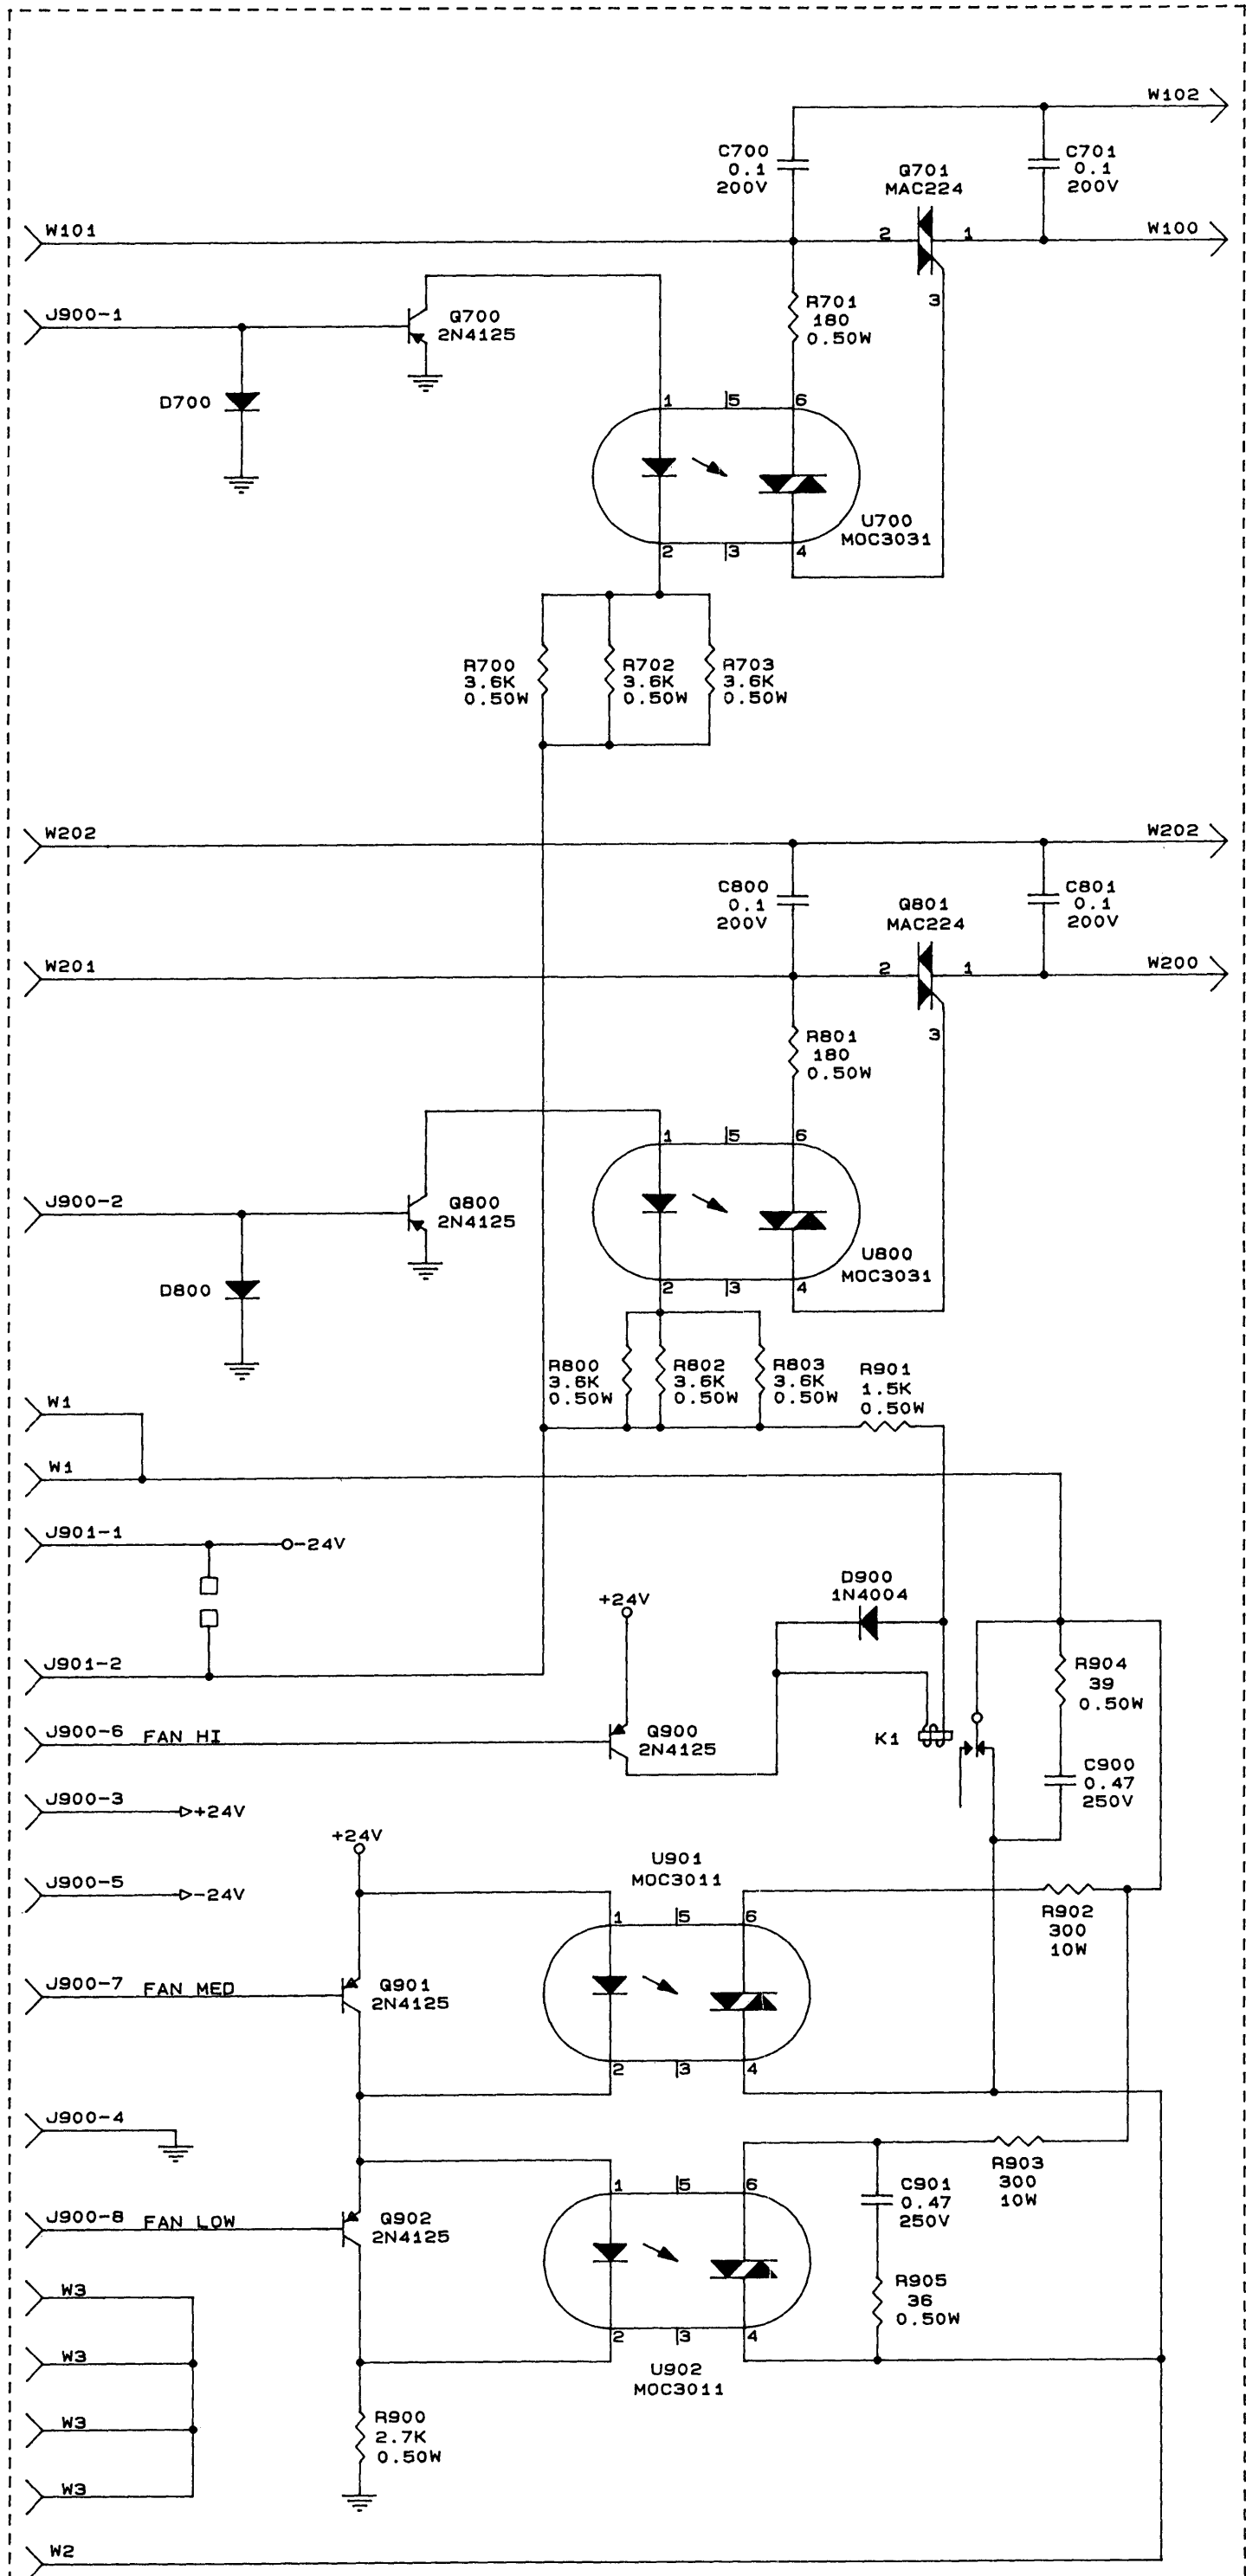 W102
C700
0.1
200V
C701
0.1
200V
Q701
MAC224
W101
2
1
W100
3
J900-1
Q700
2N4125
R701
180
0.50W
D700
1
5
6
U700
MOC3031
2
3
4
R700
3.6K
0.50W
R702
3.6K
0.50W
R703
3.6K
0.50W
W202
W202
C800
0.1
200V
C801
0.1
200V
Q801
MAC224
W201
2
1
W200
3
R801
180
0.50W
1
5
6
J900-2
Q800
2N4125
U800
MOC3031
D800
2
3
4
R800
3.6K
0.50W
R802
3.6K
0.50W
R803
3.6K
0.50W
R901
1.5K
0.50W
W1
W1
J901-1
-24V
D900
1N4004
+24V
J901-2
R904
39
0.50W
J900-6 FAN HI
Q900
2N4125
K1
C900
0.47
250V
J900-3
+24V
+24V
U901
MOC3011
J900-5
-24V
1
5
6
R902
300
10W
J900-7 FAN MED
Q901
2N4125
2
3
4
J900-4
R903
300
10W
1
5
6
C901
0.47
250V
J900-8 FAN LOW
Q902
2N4125
R905
36
0.50W
W3
2
3
4
W3
U902
MOC3011
R900
2.7K
0.50W
W3
W3
W2